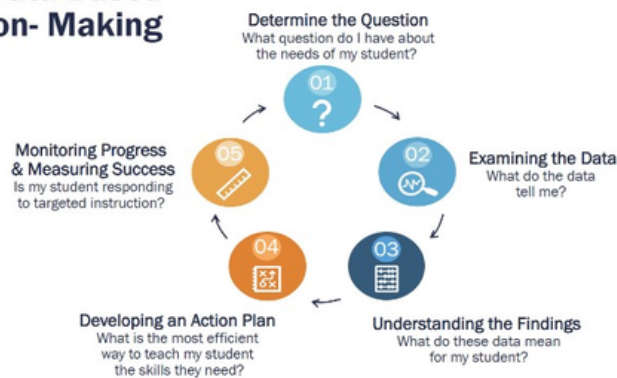 on- Making
Determine the Question
What question do I have about
the needs of my student?
01
?
02
Examining the Data
What do the data
tell me?
03
Understanding the Findings
What do these data mean
for my student?
04
Developing an Action Plan
What is the most efficient
way to teach my student
the skills they need?
05
Monitoring Progress
& Measuring Success
Is my student responding
to targeted instruction?